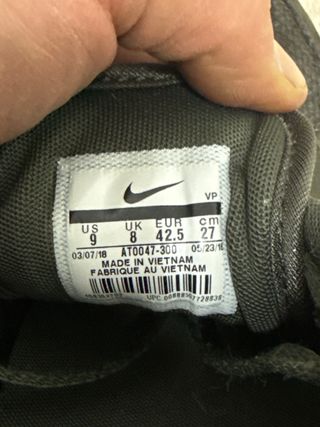 VP
US UK EUR cm
9 8 42.5 27
03/07/18 AT0047-300 05/23/18
MADE IN VIETNAM
FABRIQUE AU VIETNAM
UPC